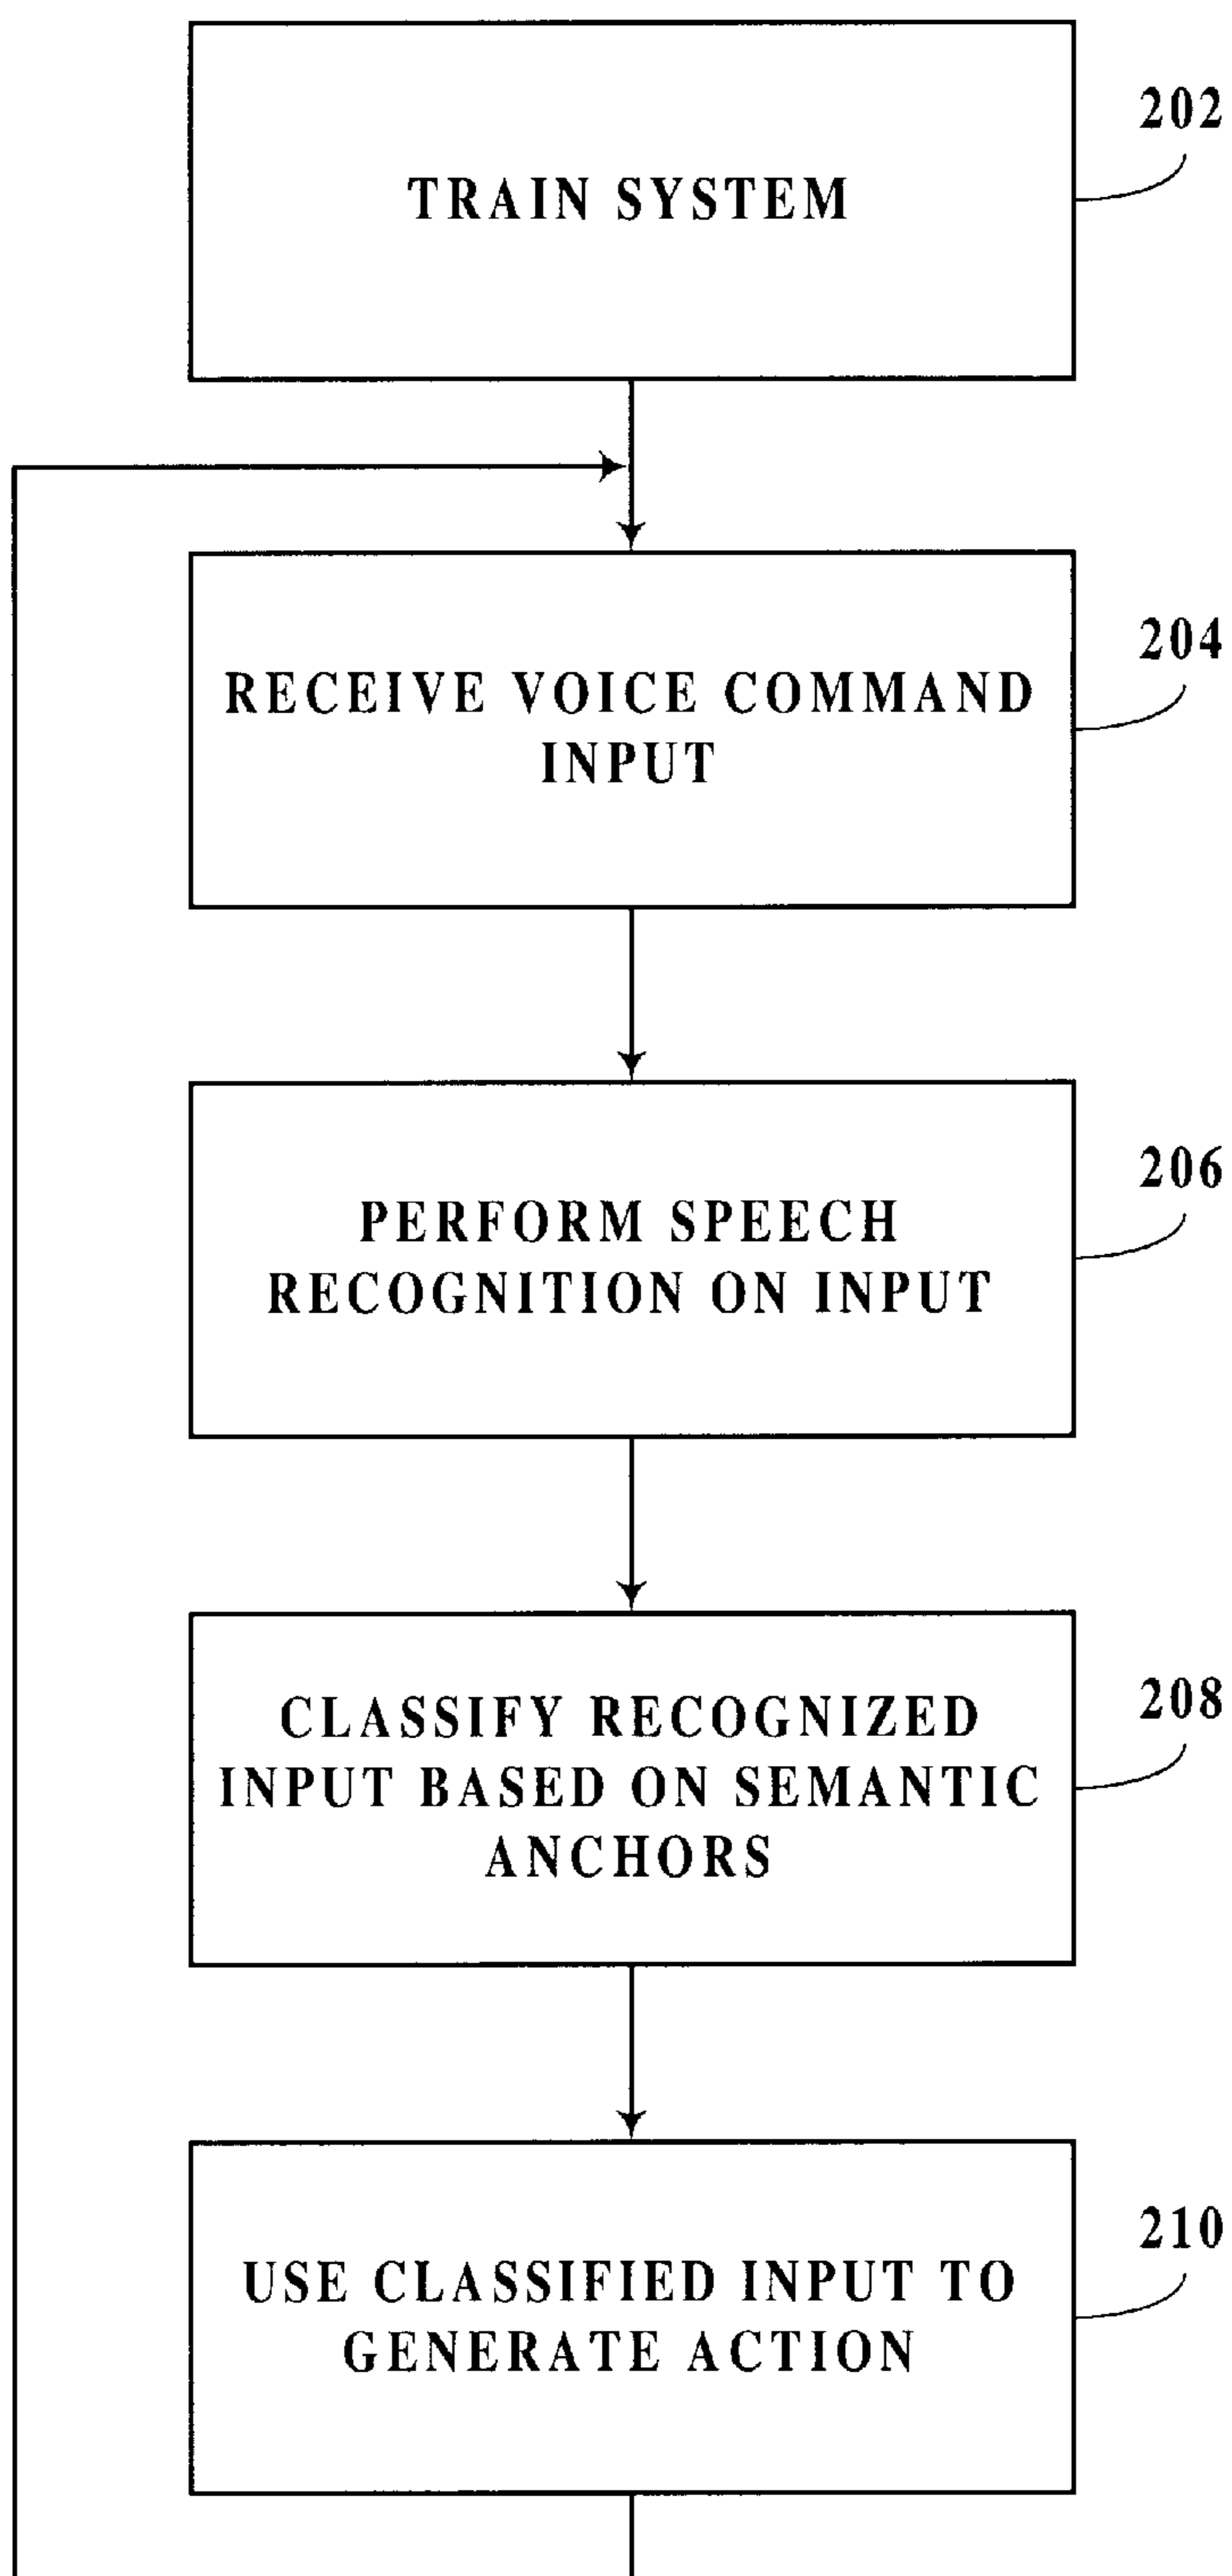 202
TRAIN SYSTEM
204
RECEIVE VOICE COMMAND
INPUT
206
PERFORM SPEECH
RECOGNITION ON INPUT
208
CLASSIFY RECOGNIZED
INPUT BASED ON SEMANTIC
ANCHORS
210
USE CLASSIFIED INPUT TO
GENERATE ACTION